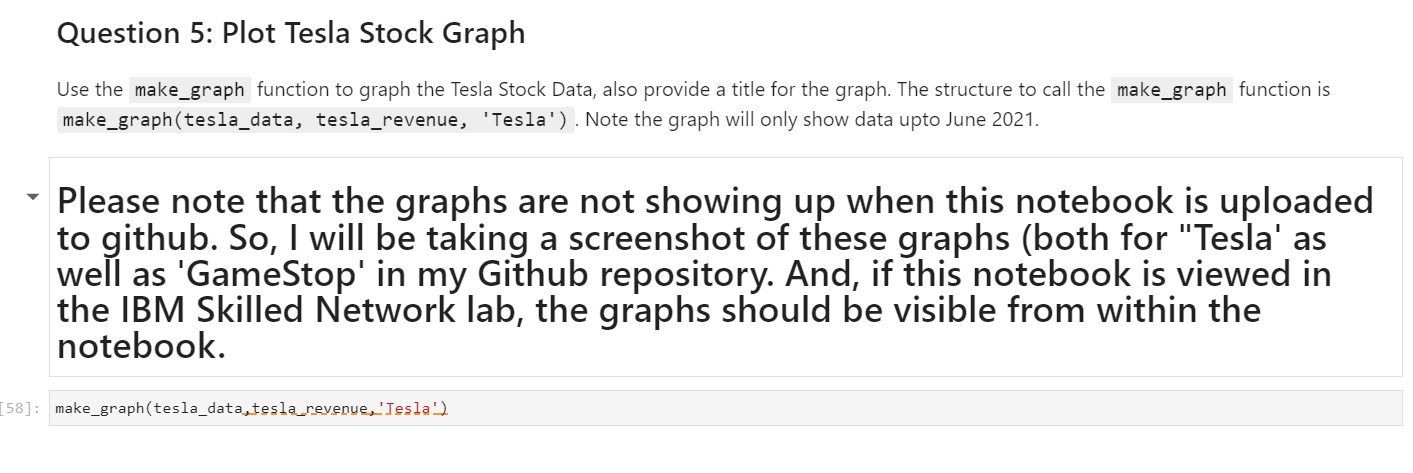 Question 5: Plot Tesla Stock Graph
Use the make_graph function to graph the Tesla Stock Data, also provide a title for the graph. The structure to call the make_graph function is
make_graph(tesla_data, tesla_revenue, 'Tesla') . Note the graph will only show data upto June 2021.
Please note that the graphs are not showing up when this notebook is uploaded
to github. So, I will be taking a screenshot of these graphs (both for "Tesla' as
well as 'GameStop' in my Github repository. And, if this notebook is viewed in
the IBM Skilled Network lab, the graphs should be visible from within the
notebook.
[58]: make_graph(tesla_data,tesla_revenue,'Tesla')